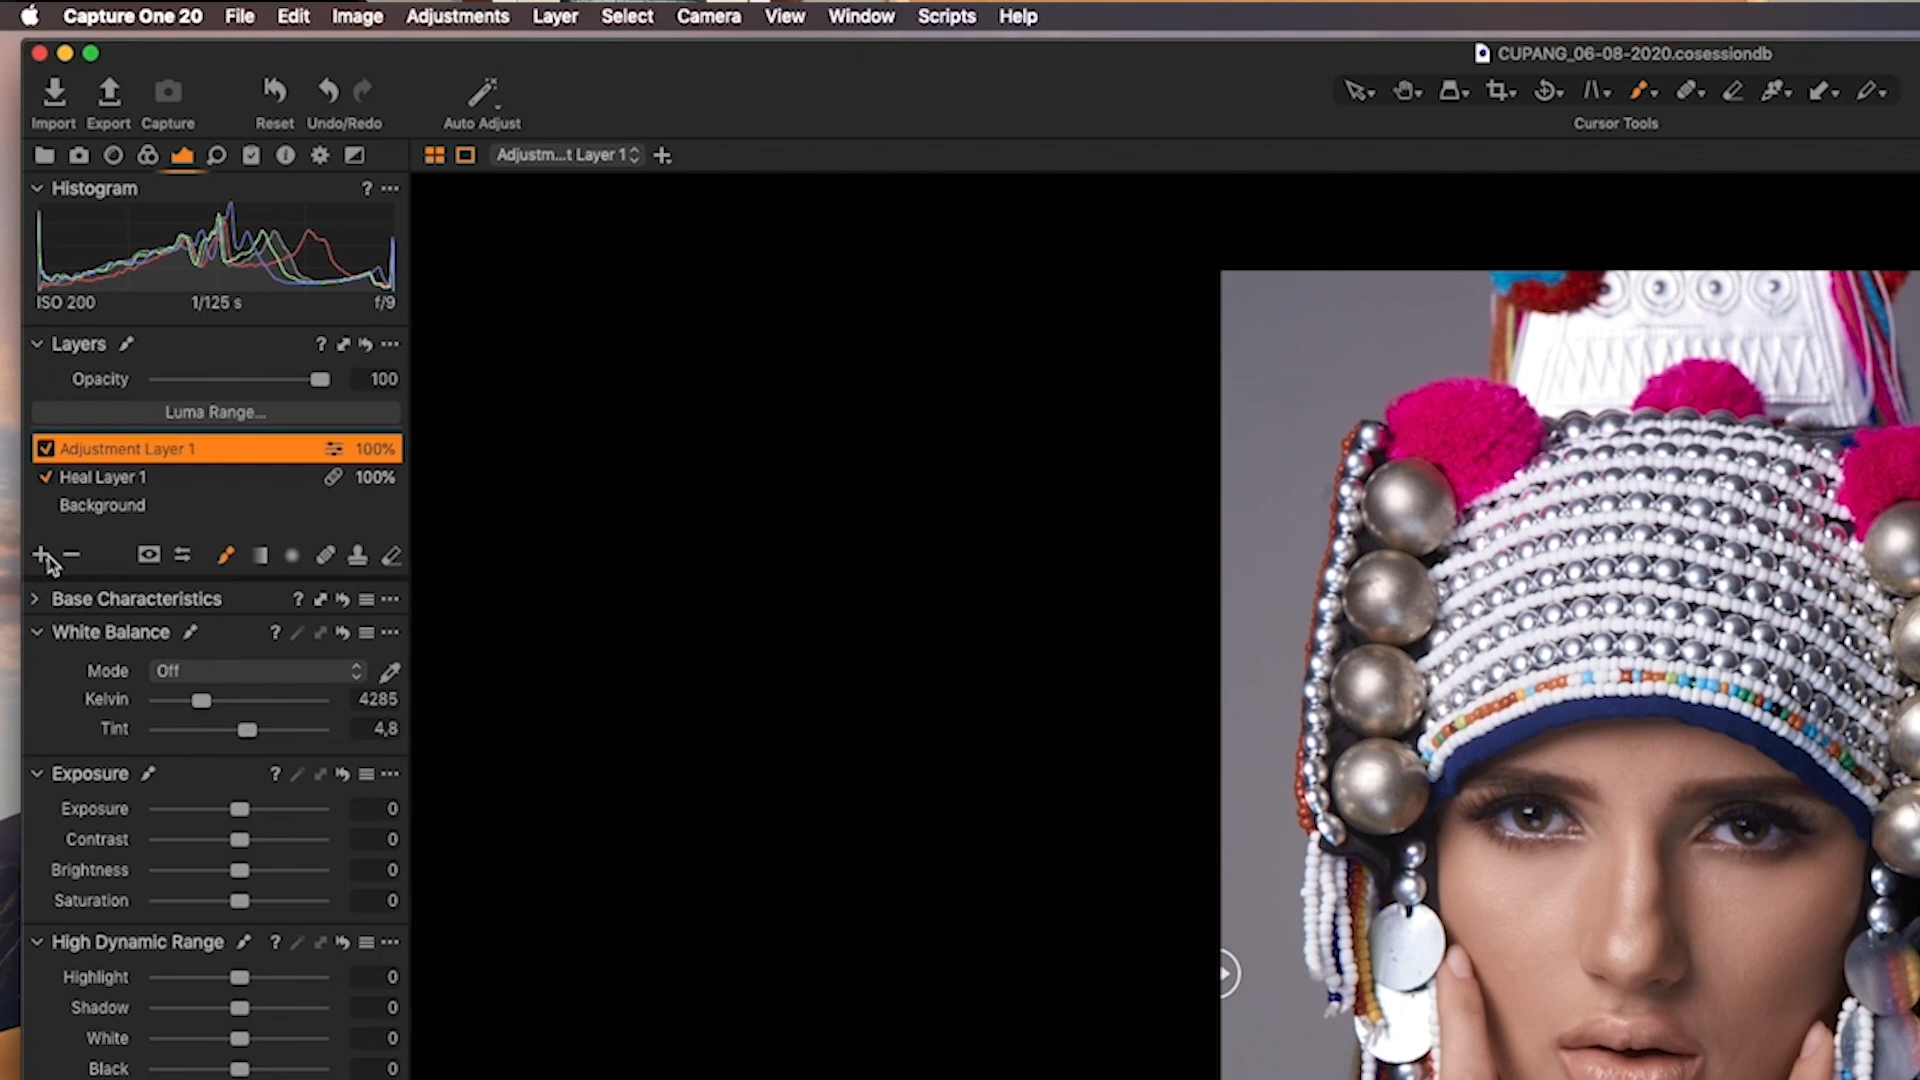 Capture One 20 File Edit Image Adjustments Layer Select Camera View Window Scripts Help
CUPANG_06-08-2020.cosessiondb
Import Export Capture Reset Undo/Redo Auto Adjust Cursor Tools
Adjustm...t Layer 1
Histogram ? ...
ISO 200 1/125 s f/9
Layers ? ...
Opacity 100
Luma Range...
Adjustment Layer 1 100%
Heal Layer 1 100%
Background
Base Characteristics ? ...
White Balance ? ...
Mode Off
Kelvin 4285
Tint 4,8
Exposure ? ...
Exposure 0
Contrast 0
Brightness 0
Saturation 0
High Dynamic Range ? ...
Highlight 0
Shadow 0
White 0
Black 0